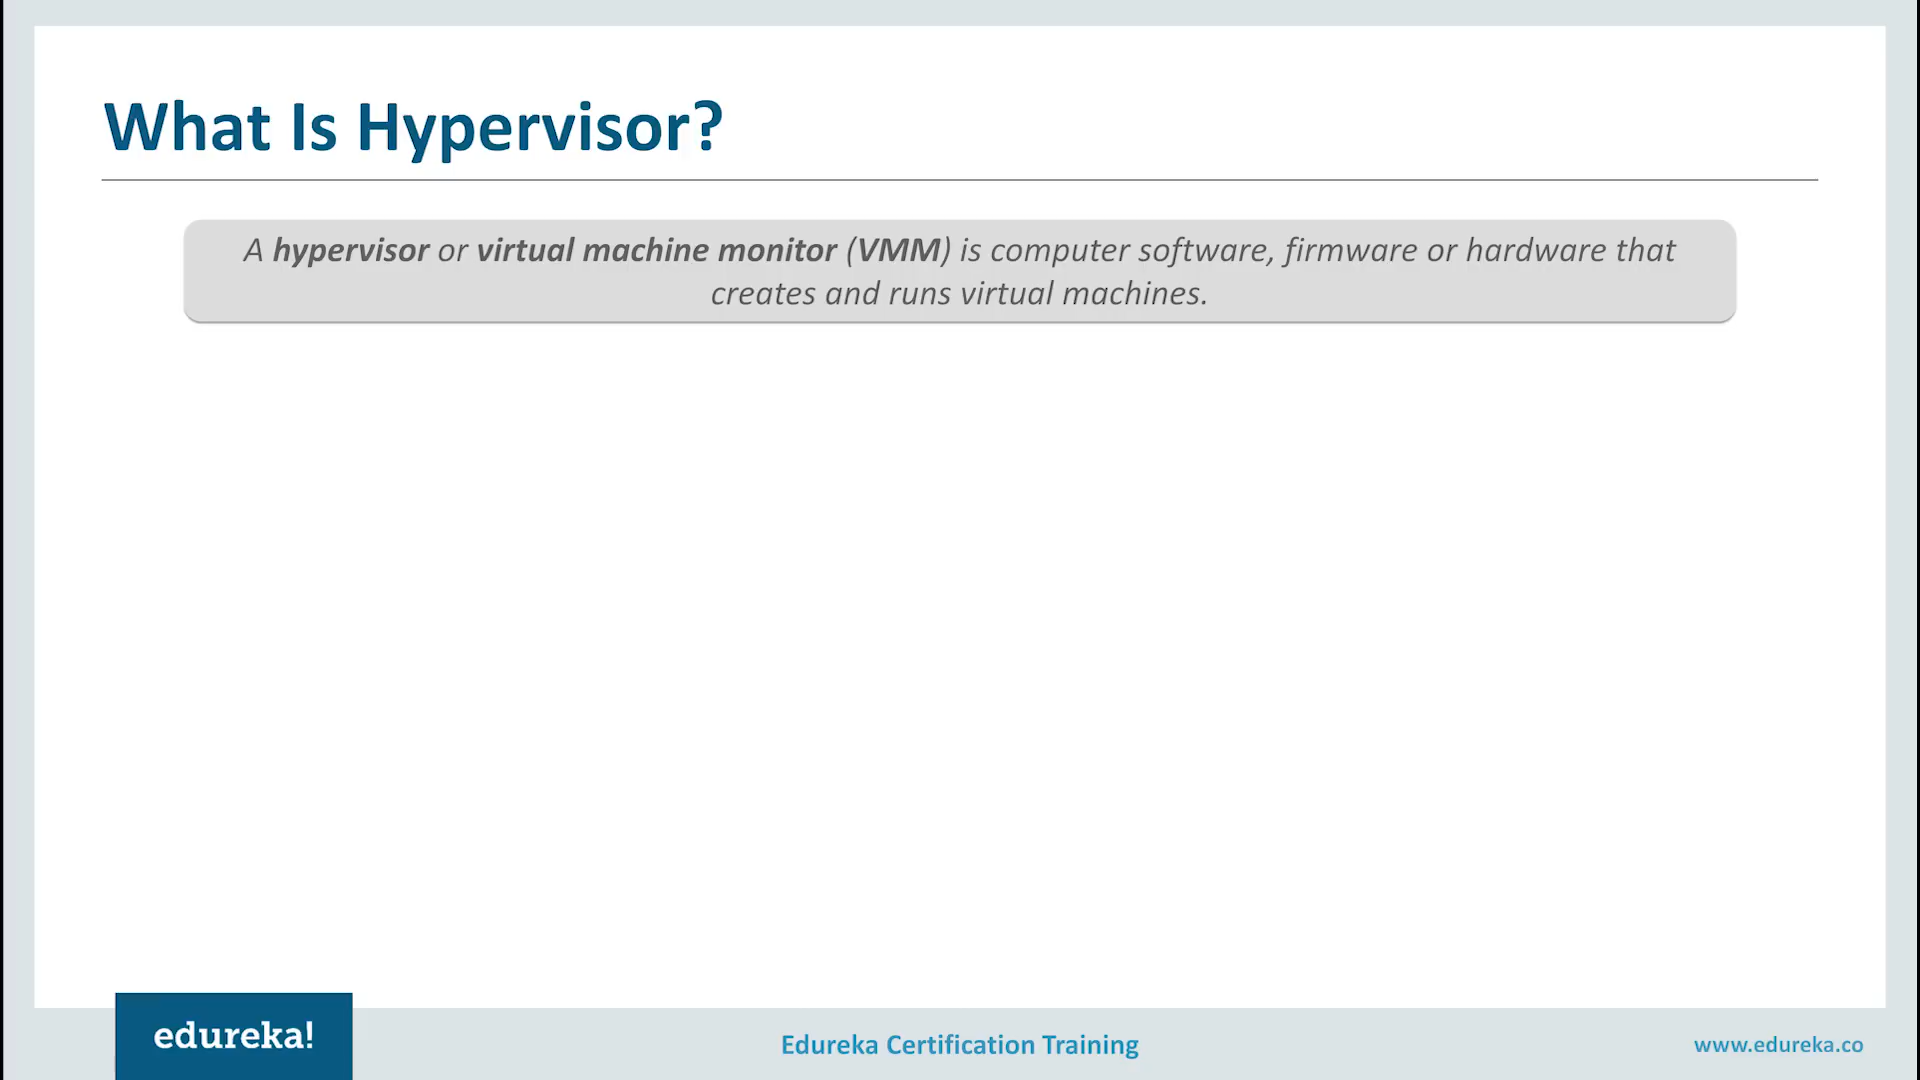 What Is Hypervisor?
A hypervisor or virtual machine monitor (VMM) is computer software, firmware or hardware that
creates and runs virtual machines.
edureka!
Edureka Certification Training
www.edureka.co